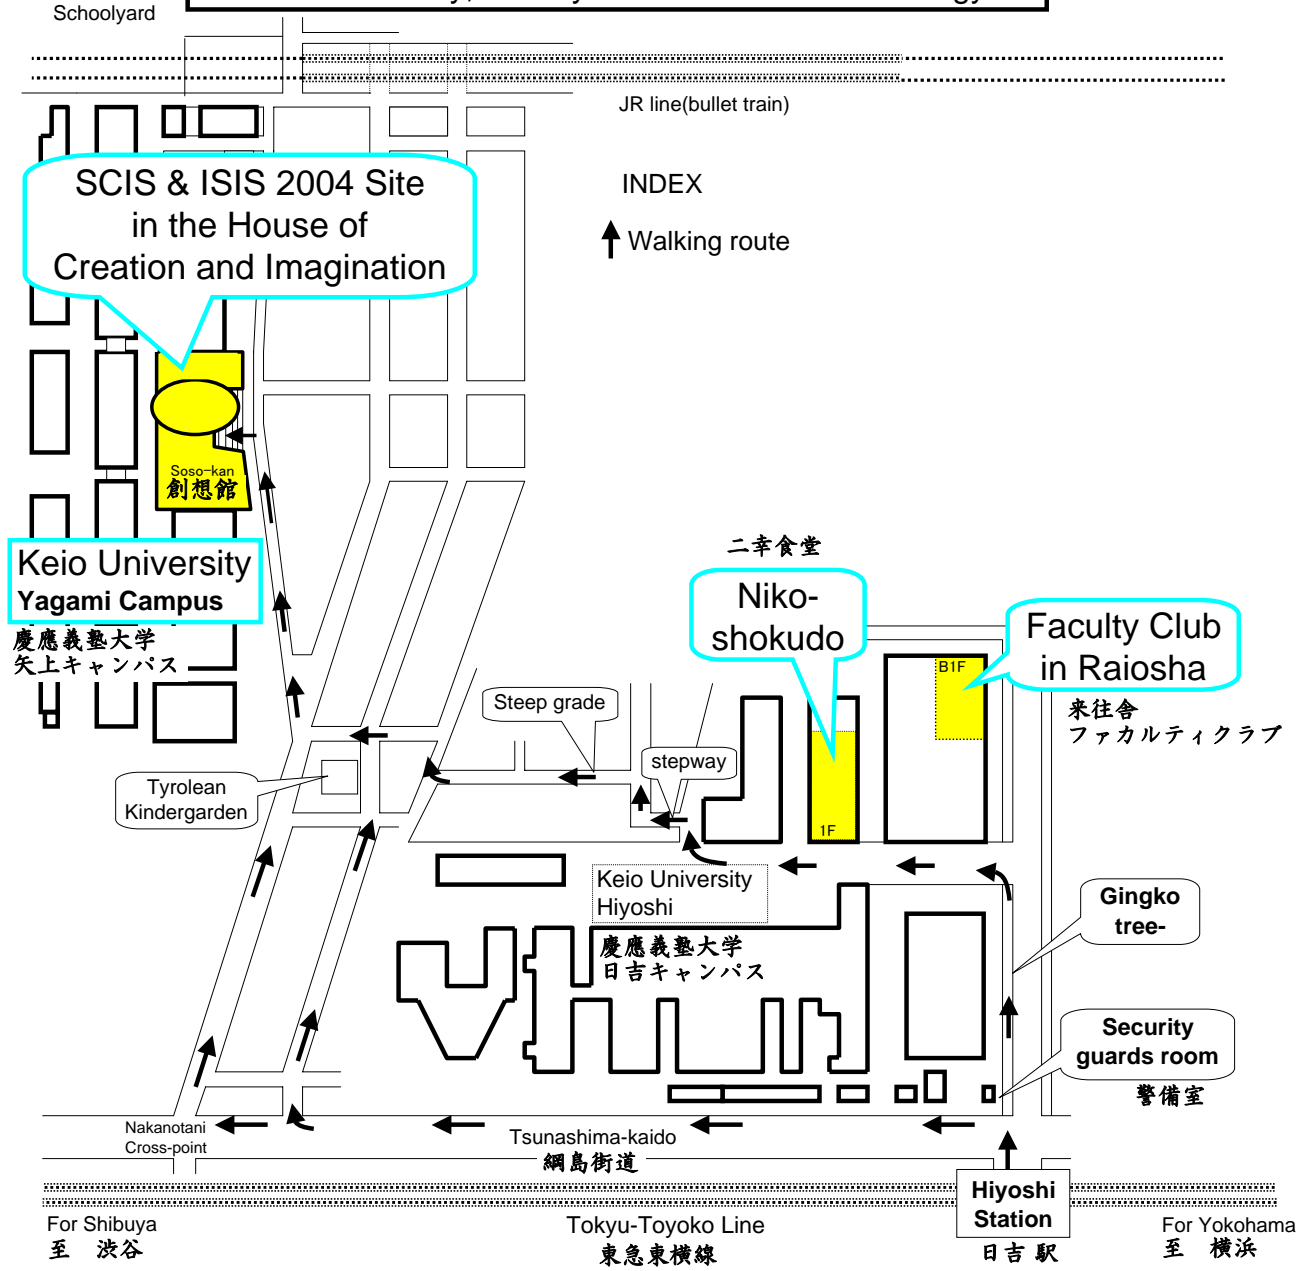 Schoolyard
JR line(bullet train)
SCIS & ISIS 2004 Site
in the House of
Creation and Imagination
INDEX
Walking route
Soso-kan
創想館
Keio University
Yagami Campus
慶應義塾大学
矢上キャンパス
二幸食堂
Niko-
shokudo
1F
Faculty Club
in Raiosha
B1F
来往舎
ファカルティクラブ
Steep grade
stepway
Tyrolean
Kindergarden
Keio University
Hiyoshi
慶應義塾大学
日吉キャンパス
Gingko
tree-
Security
guards room
警備室
Nakanotani
Cross-point
Tsunashima-kaido
綱島街道
Hiyoshi
Station
日吉駅
For Shibuya
至 渋谷
Tokyu-Toyoko Line
東急東横線
For Yokohama
至 横浜